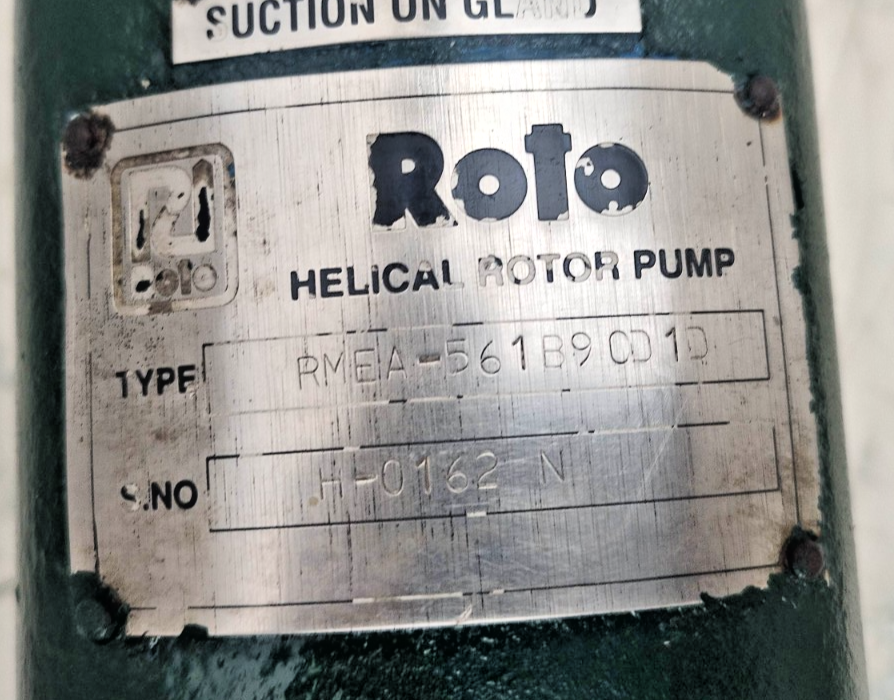 SUCTION ON GLAND
Roto
Roto
HELICAL ROTOR PUMP
TYPE RMEA-561B9CD1D
S.NO H-0162 N